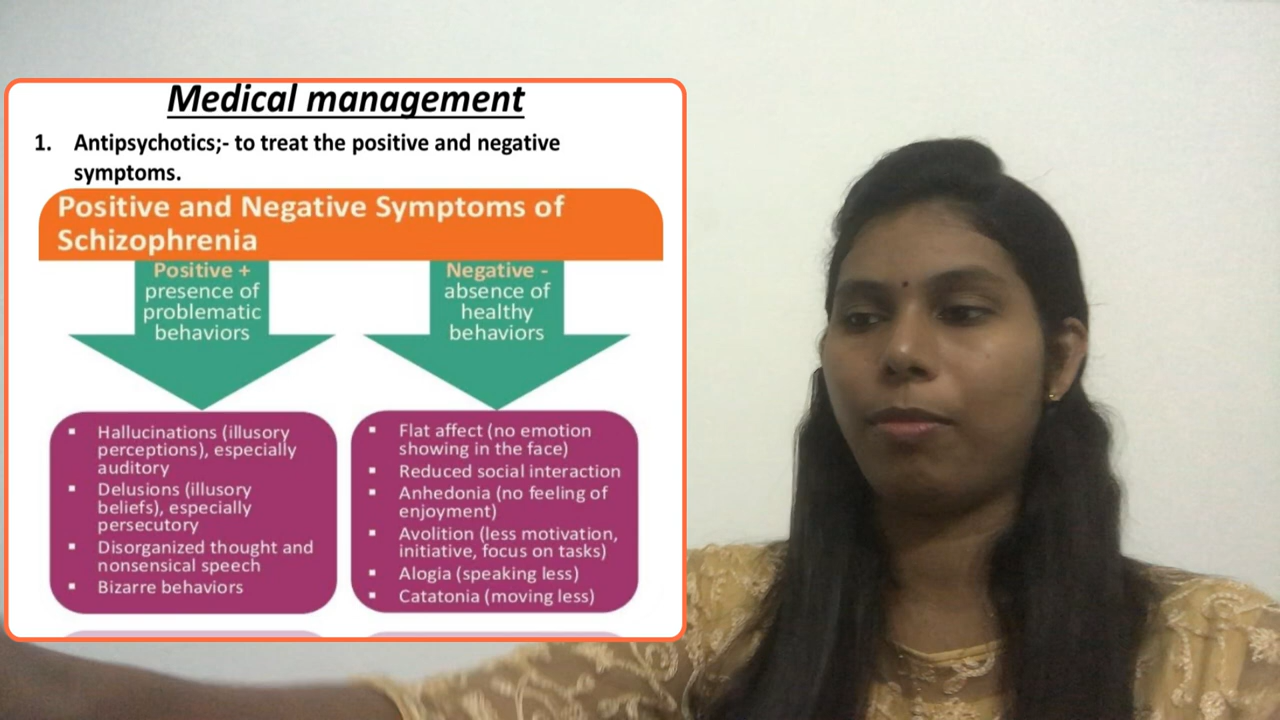 Medical management
1. Antipsychotics;- to treat the positive and negative
symptoms.
Positive and Negative Symptoms of
Schizophrenia
Positive +
presence of
problematic
behaviors
Negative -
absence of
healthy
behaviors
▪ Hallucinations (illusory
perceptions), especially
auditory
▪ Delusions (illusory
beliefs), especially
persecutory
▪ Disorganized thought and
nonsensical speech
▪ Bizarre behaviors
▪ Flat affect (no emotion
showing in the face)
▪ Reduced social interaction
▪ Anhedonia (no feeling of
enjoyment)
▪ Avolition (less motivation,
initiative, focus on tasks)
▪ Alogia (speaking less)
▪ Catatonia (moving less)